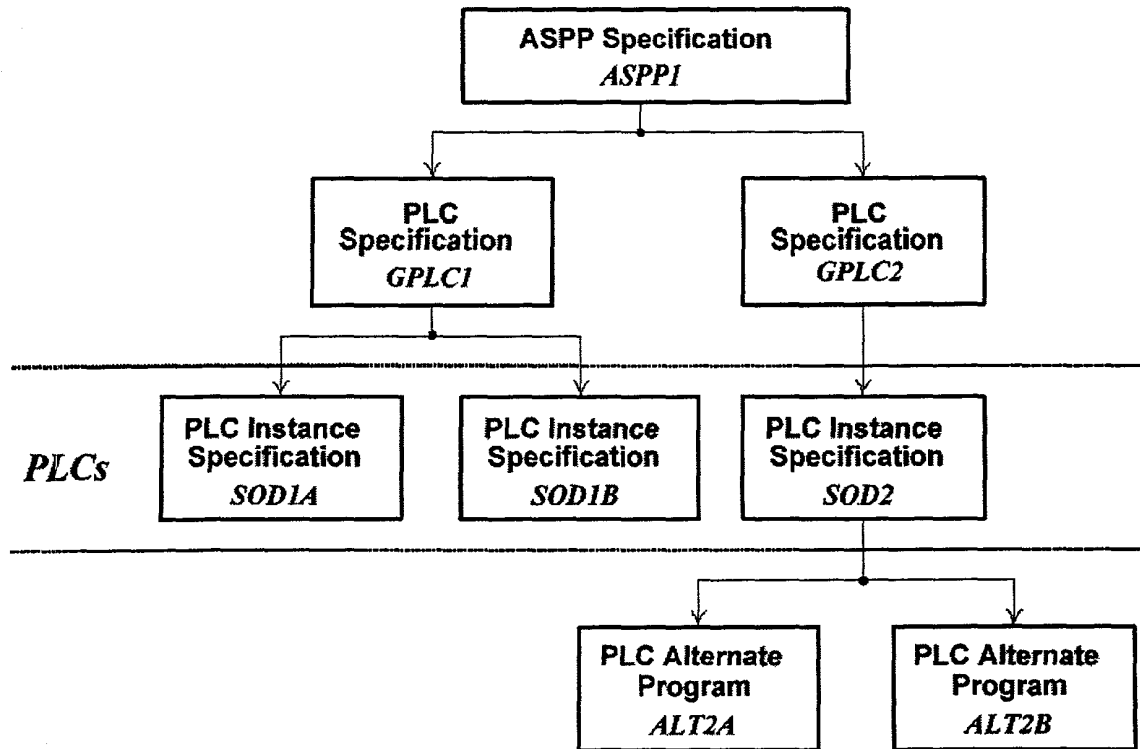 ASPP Specification
ASPP1
PLC
Specification
GPLC1
PLC
Specification
GPLC2
PLCs
PLC Instance
Specification
SOD1A
PLC Instance
Specification
SOD1B
PLC Instance
Specification
SOD2
PLC Alternate
Program
ALT2A
PLC Alternate
Program
ALT2B